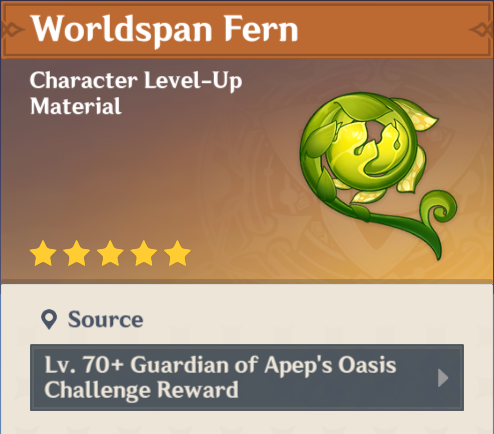 Worldspan Fern
Character Level-Up
Material
Source
Lv. 70+ Guardian of Apep's Oasis
Challenge Reward